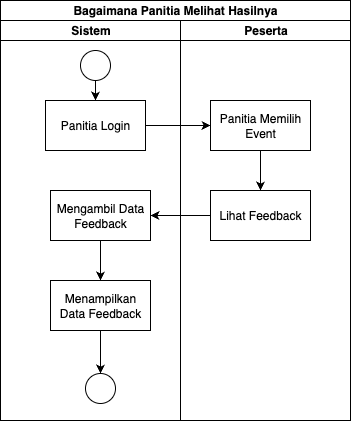 Bagaimana Panitia Melihat Hasilnya
Sistem
Peserta
Panitia Login
Panitia Memilih
Event
Lihat Feedback
Mengambil Data
Feedback
Menampilkan
Data Feedback